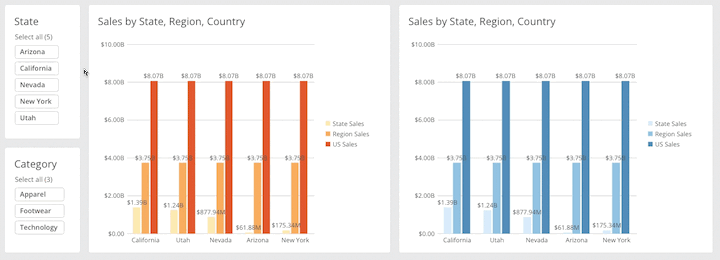 State
Select all (5)
Arizona
California
Nevada
New York
Utah
Category
Select all (3)
Apparel
Footwear
Technology
Sales by State, Region, Country
$10.00B
$8.00B
$6.00B
$4.00B
$2.00B
$0.00
$8.07B $8.07B $8.07B $8.07B $8.07B
$3.75B $3.75B $3.75B $3.75B $3.75B
$1.39B $1.24B $877.94M $61.88M $175.34M
California Utah Nevada Arizona New York
State Sales
Region Sales
US Sales
Sales by State, Region, Country
$10.00B
$8.00B
$6.00B
$4.00B
$2.00B
$0.00
$8.07B $8.07B $8.07B $8.07B $8.07B
$3.75B $3.75B $3.75B $3.75B $3.75B
$1.39B $1.24B $877.94M $61.88M $175.34M
California Utah Nevada Arizona New York
State Sales
Region Sales
US Sales